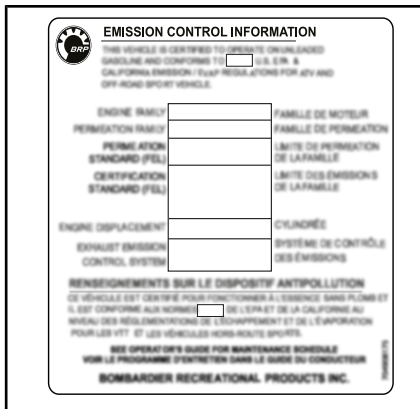 BRP
EMISSION CONTROL INFORMATION
THIS VEHICLE IS CERTIFIED TO OPERATE ON UNLEADED
GASOLINE AND CONFORMS TO U.S. EPA &
CALIFORNIA EMISSION / EVAP REGULATIONS FOR ATV AND
OFF-ROAD SPORT VEHICLE.
ENGINE FAMILY FAMILLE DE MOTEUR
PERMEATION FAMILY FAMILLE DE PERMEATION
PERMEATION STANDARD (FEL) LIMITE DE PERMEATION DE LA FAMILLE
CERTIFICATION STANDARD (FEL) LIMITE DES ÉMISSIONS DE LA FAMILLE
ENGINE DISPLACEMENT CYLINDRÉE
EXHAUST EMISSION CONTROL SYSTEM SYSTÈME DE CONTRÔLE DES ÉMISSIONS
RENSEIGNEMENTS SUR LE DISPOSITIF ANTIPOLLUTION
CE VÉHICULE EST CERTIFIÉ POUR FONCTIONNER À L'ESSENCE SANS PLOMB ET
IL EST CONFORME AUX NORMES DE L'EPA ET DE LA CALIFORNIE AU
NIVEAU DES RÉGLEMENTATIONS DE L'ÉCHAPPEMENT ET DE L'ÉVAPORATION
POUR LES VTT ET LES VÉHICULES HORS-ROUTE SPORTS.
SEE OPERATOR'S GUIDE FOR MAINTENANCE SCHEDULE
VOIR LE PROGRAMME D'ENTRETIEN DANS LE GUIDE DU CONDUCTEUR
BOMBARDIER RECREATIONAL PRODUCTS INC.